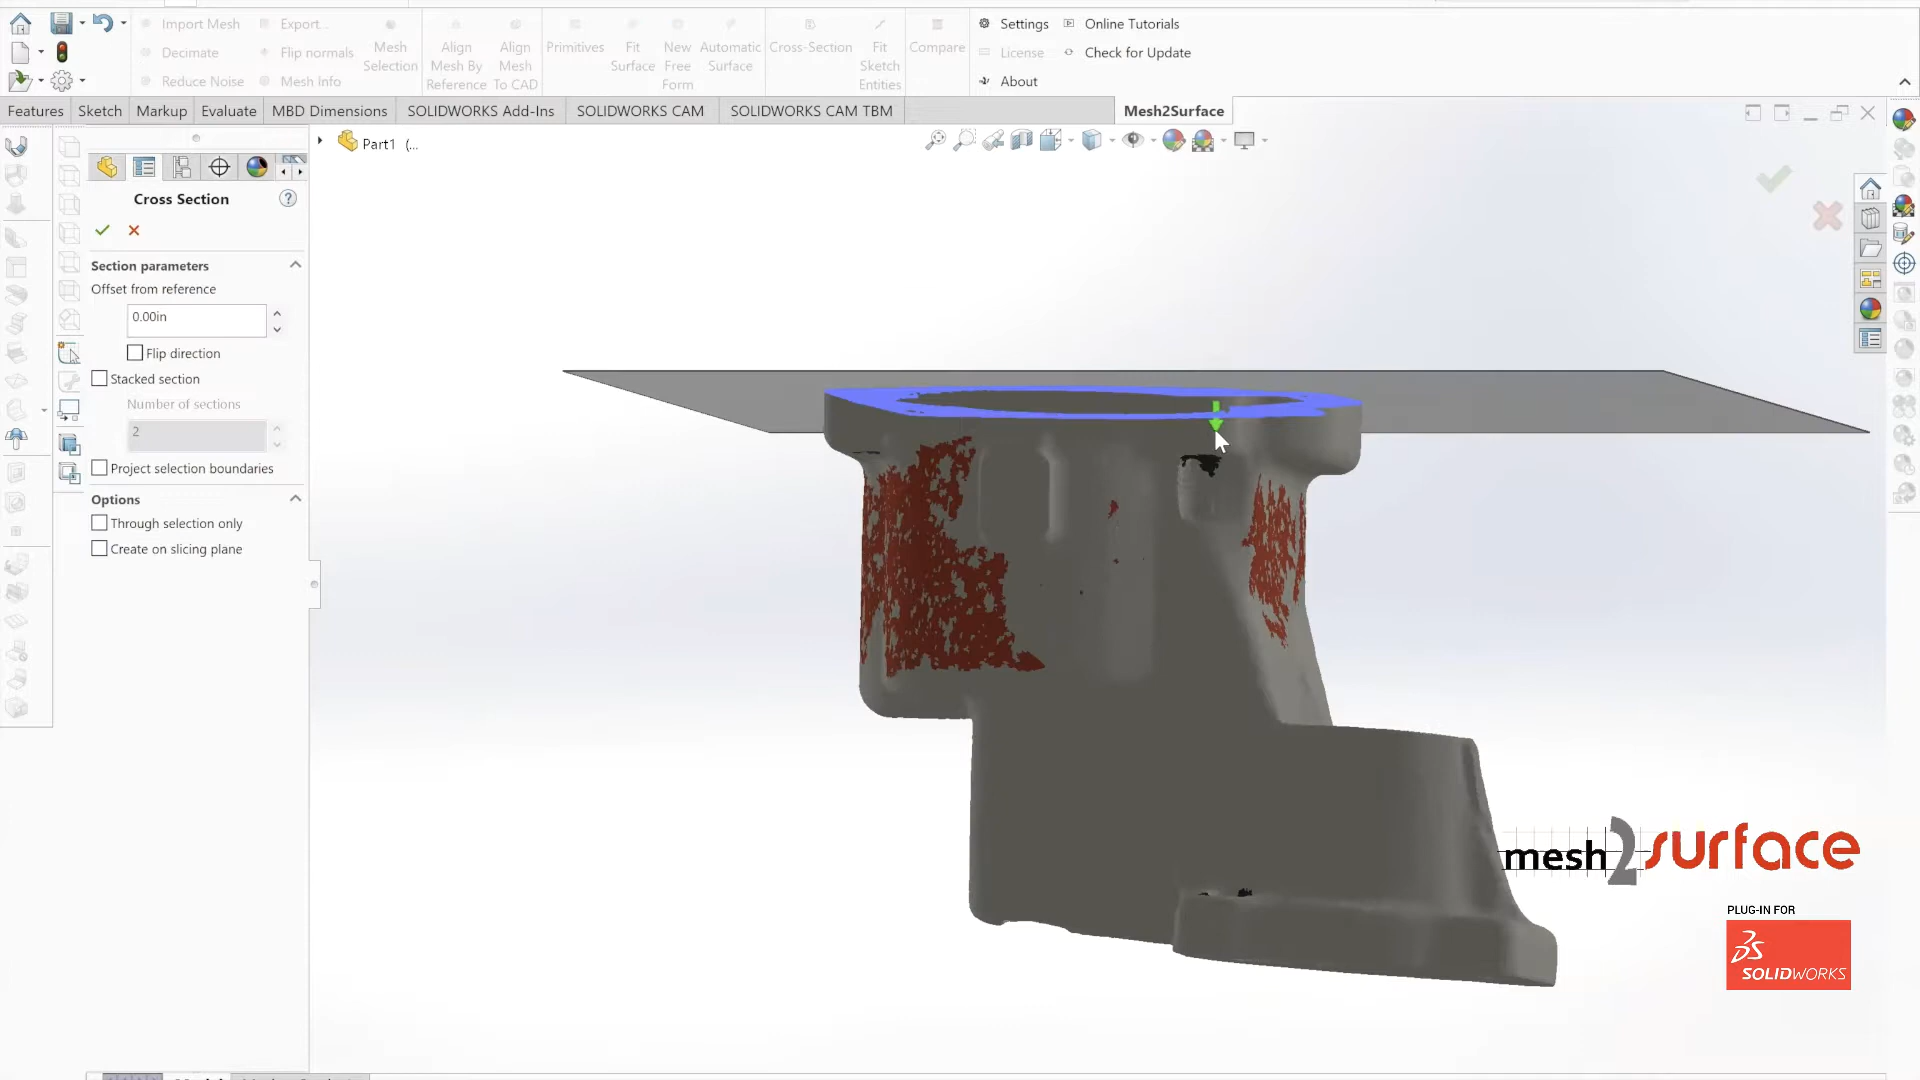 Import Mesh
Export...
Decimate
Flip normals
Reduce Noise
Mesh Info
Mesh
Selection
Align
Mesh By
Reference
Align
Mesh
To CAD
Primitives
Fit
Surface
New
Free
Form
Automatic
Surface
Cross-Section
Fit
Sketch
Entities
Compare
Settings
Online Tutorials
License
Check for Update
About
Features
Sketch
Markup
Evaluate
MBD Dimensions
SOLIDWORKS Add-Ins
SOLIDWORKS CAM
SOLIDWORKS CAM TBM
Mesh2Surface
Part1 (...
Cross Section
Section parameters
Offset from reference
0.00in
Flip direction
Stacked section
Number of sections
2
Project selection boundaries
Options
Through selection only
Create on slicing plane
mesh2surface
PLUG-IN FOR
SOLIDWORKS